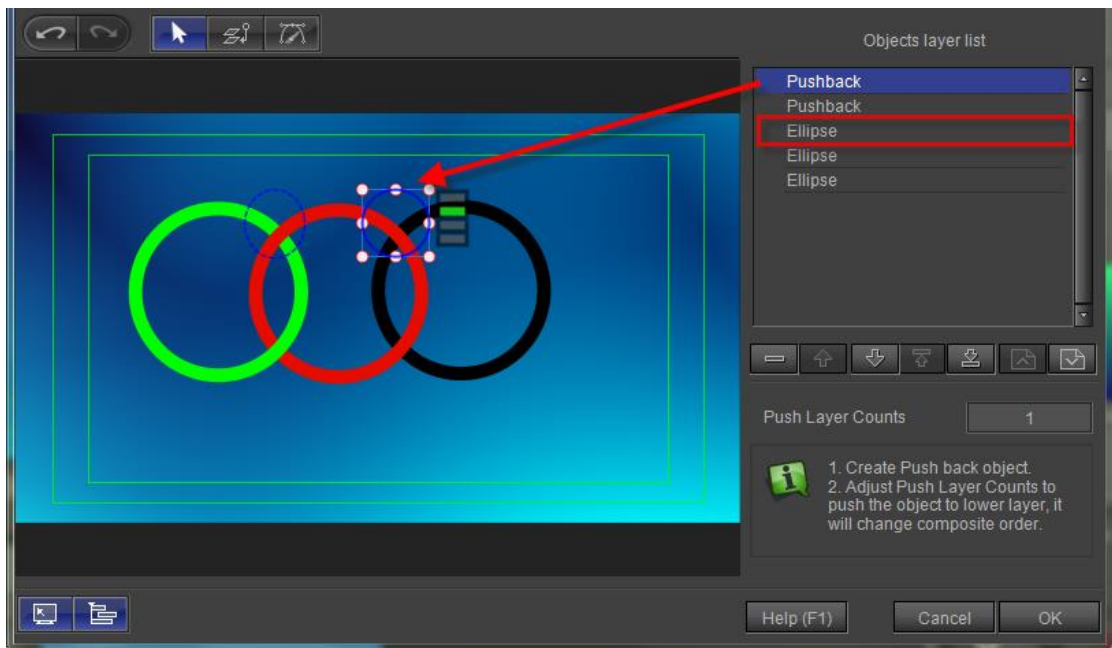 Objects layer list
Pushback
Pushback
Ellipse
Ellipse
Ellipse
Push Layer Counts 1
1. Create Push back object.
2. Adjust Push Layer Counts to
push the object to lower layer, it
will change composite order.
Help (F1) Cancel OK